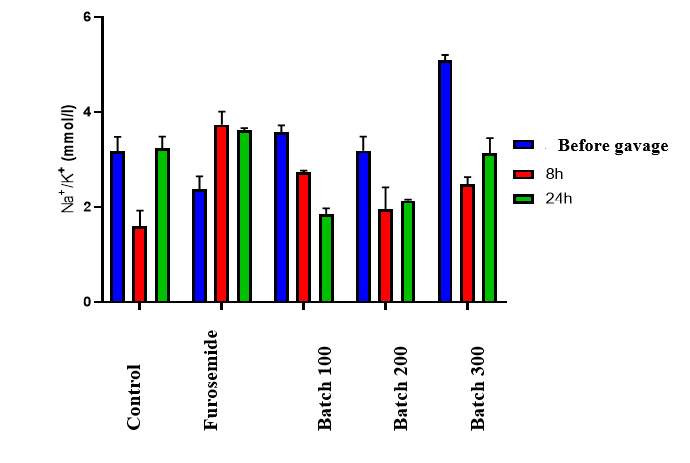 6
4
2
0
Na⁺/K⁺ (mmol/l)
Before gavage
8h
24h
Control
Furosemide
Batch 100
Batch 200
Batch 300